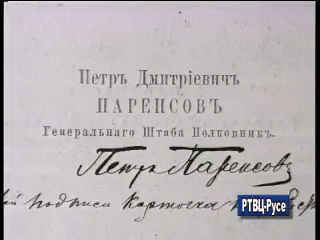 Петръ Дмитріевичъ
ПАРЕНСОВЪ
Генеральнаго Штаба Полковникъ.
Петръ Паренсовъ
подписи карточка
РТВЦ-Русе